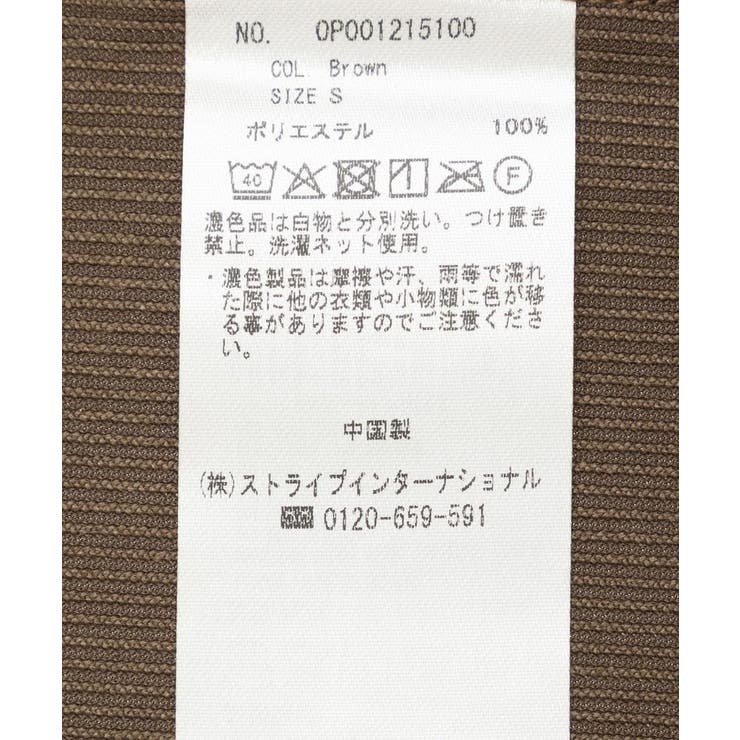 NO. OP001215100
COL. Brown
SIZE S
ポリエステル 100%
40 F
濃色品は白物と分別洗い。つけ置き
禁止。洗濯ネット使用。
・濃色製品は摩擦や汗、雨等で濡れ
た際に他の衣類や小物類に色が移
る事がありますのでご注意くださ
い。
中国製
(株)ストライプインターナショナル
0120-659-591